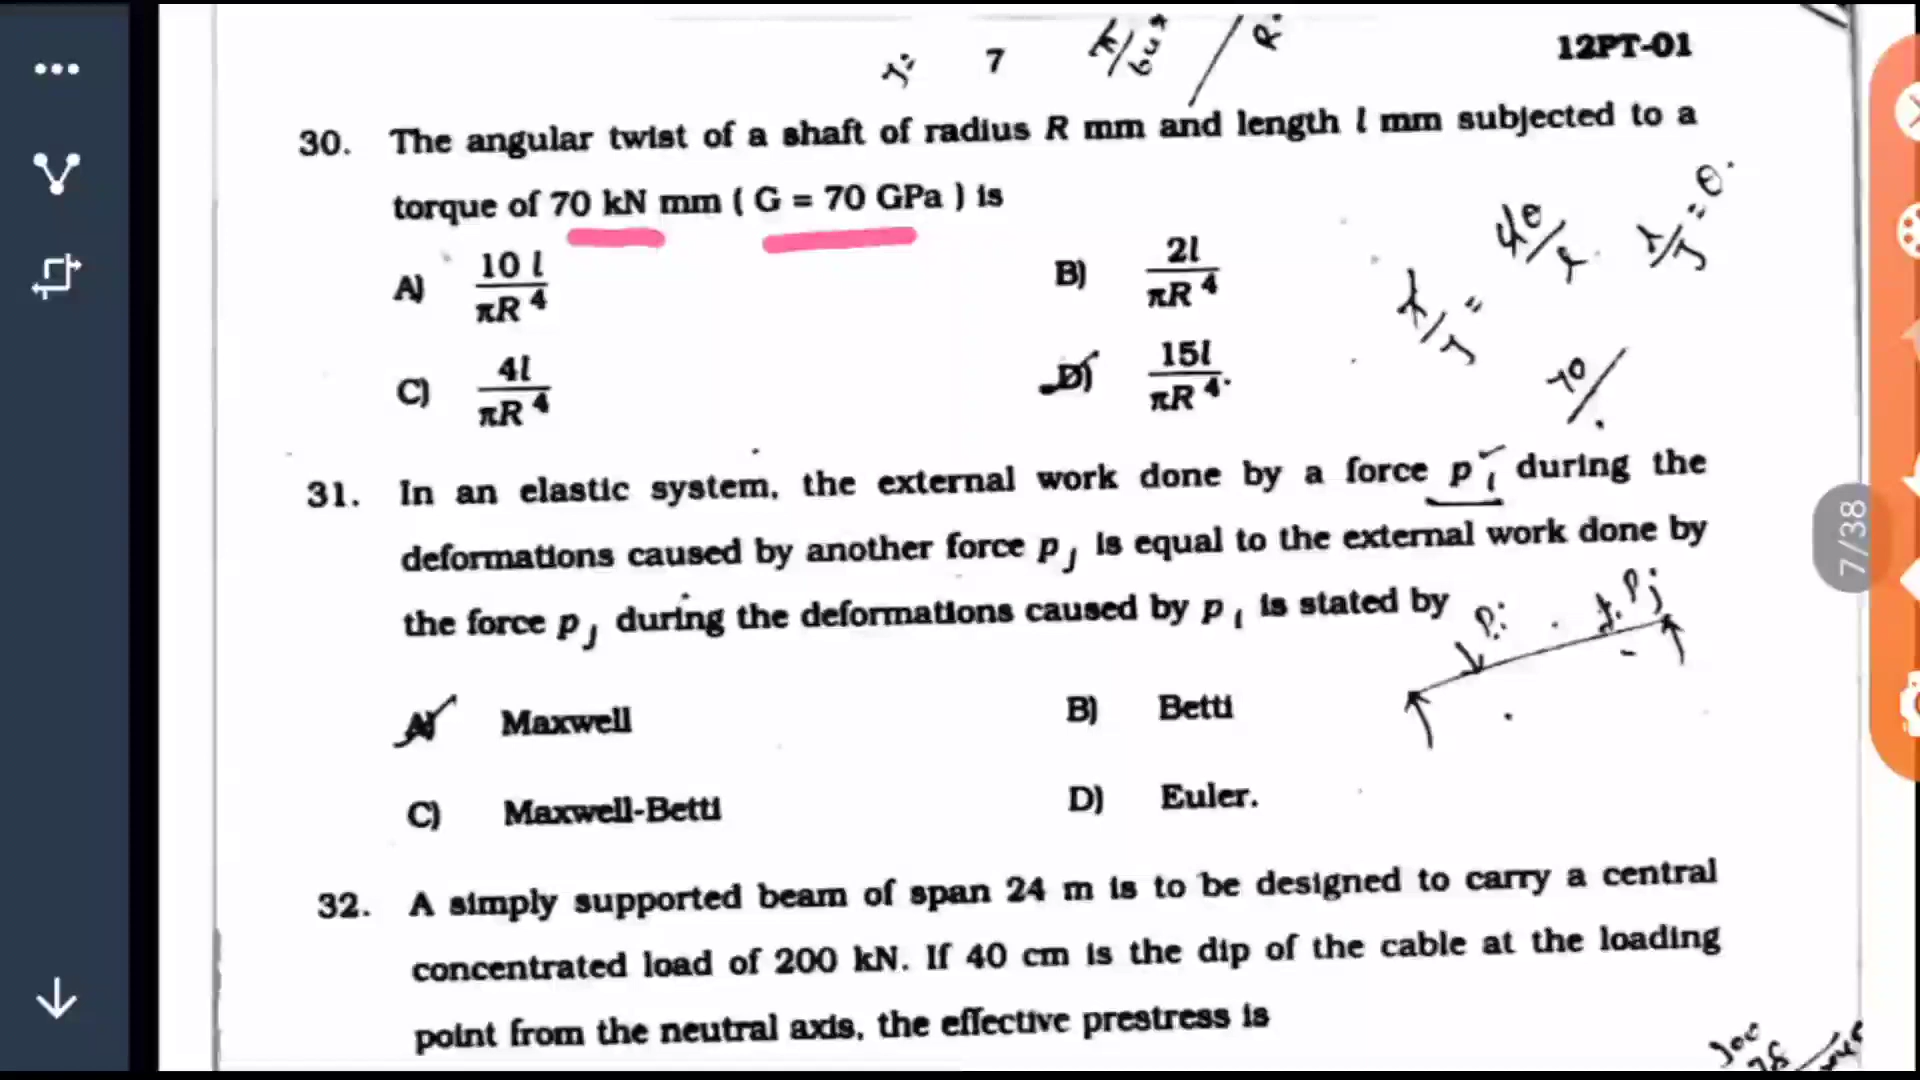 7
12PT-01
30. The angular twist of a shaft of radius R mm and length l mm subjected to a
torque of 70 kN mm ( G = 70 GPa ) is
A) 10 l / πR 4
B) 2l / πR 4
C) 4l / πR 4
D) 15l / πR 4.
31. In an elastic system, the external work done by a force p i during the
deformations caused by another force p j is equal to the external work done by
the force p j during the deformations caused by p i is stated by
Pi
Pj
A) Maxwell
B) Betti
C) Maxwell-Betti
D) Euler.
7/38
32. A simply supported beam of span 24 m is to be designed to carry a central
concentrated load of 200 kN. If 40 cm is the dip of the cable at the loading
point from the neutral axis, the effective prestress is